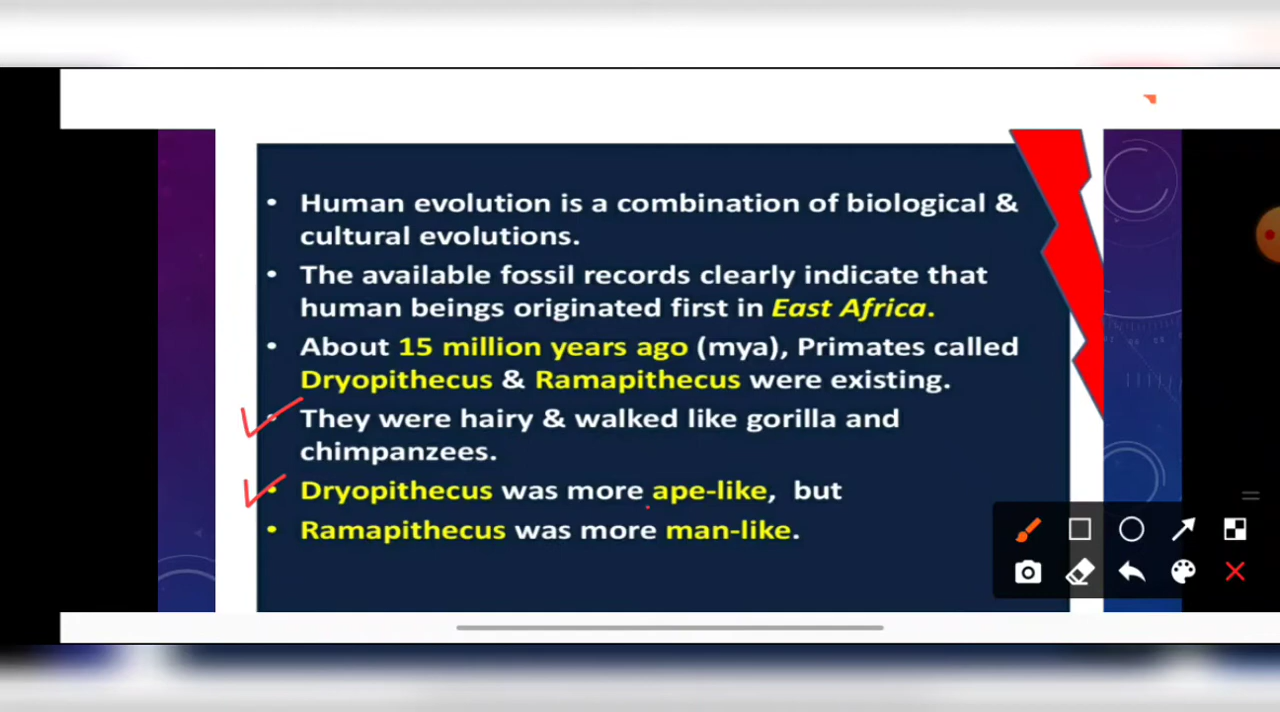 • Human evolution is a combination of biological &
cultural evolutions.
• The available fossil records clearly indicate that
human beings originated first in East Africa.
• About 15 million years ago (mya), Primates called
Dryopithecus & Ramapithecus were existing.
• They were hairy & walked like gorilla and
chimpanzees.
• Dryopithecus was more ape-like, but
• Ramapithecus was more man-like.